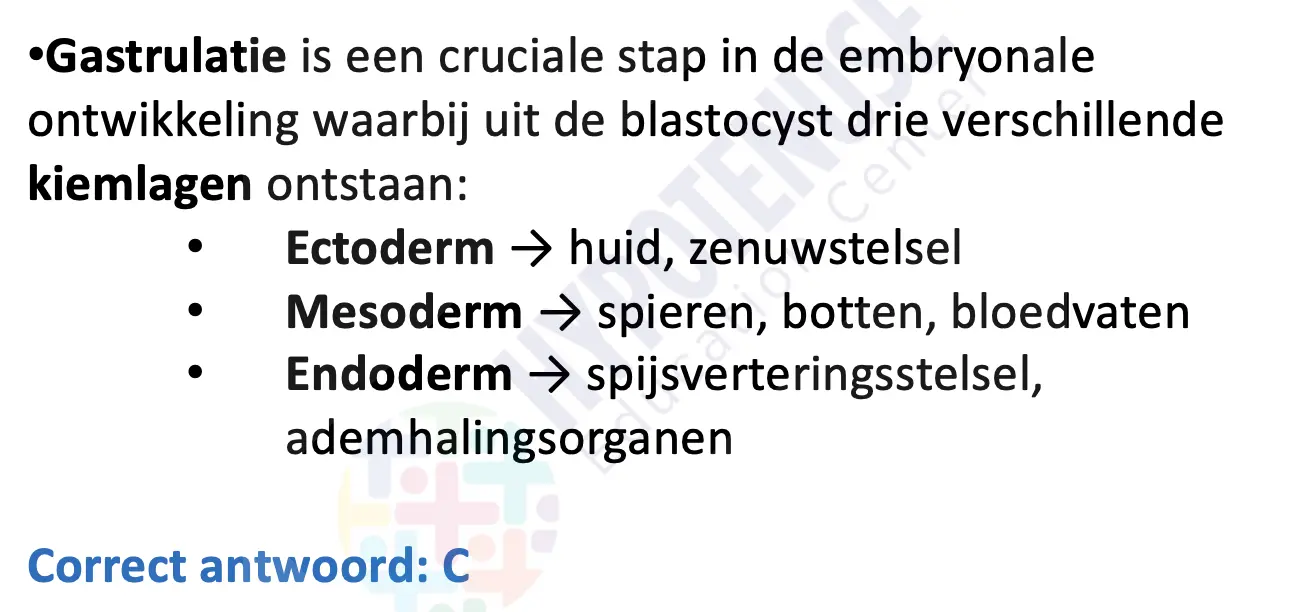 •Gastrulatie is een cruciale stap in de embryonale
ontwikkeling waarbij uit de blastocyst drie verschillende
kiemlagen ontstaan:
• Ectoderm → huid, zenuwstelsel
• Mesoderm → spieren, botten, bloedvaten
• Endoderm → spijsverteringsstelsel,
ademhalingsorganen
Correct antwoord: C
HYPOTENUSE
Education Center